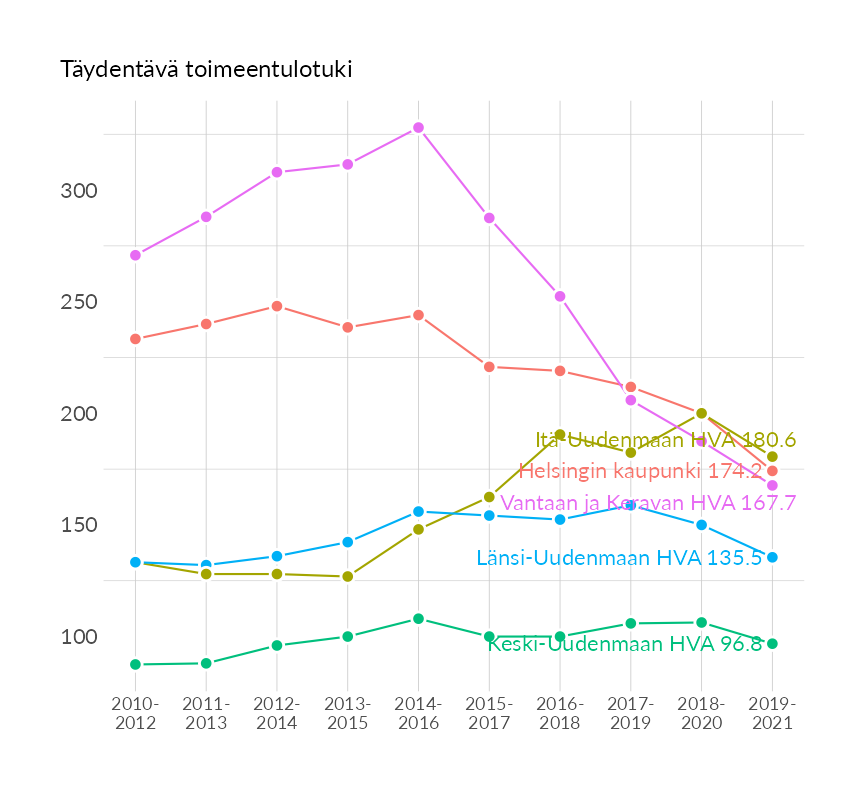 Täydentävä toimeentulotuki
300
250
200
150
100
Itä-Uudenmaan HVA 180.6
Helsingin kaupunki 174.2
Vantaan ja Keravan HVA 167.7
Länsi-Uudenmaan HVA 135.5
Keski-Uudenmaan HVA 96.8
2010- 2011- 2012- 2013- 2014- 2015- 2016- 2017- 2018- 2019-
2012 2013 2014 2015 2016 2017 2018 2019 2020 2021